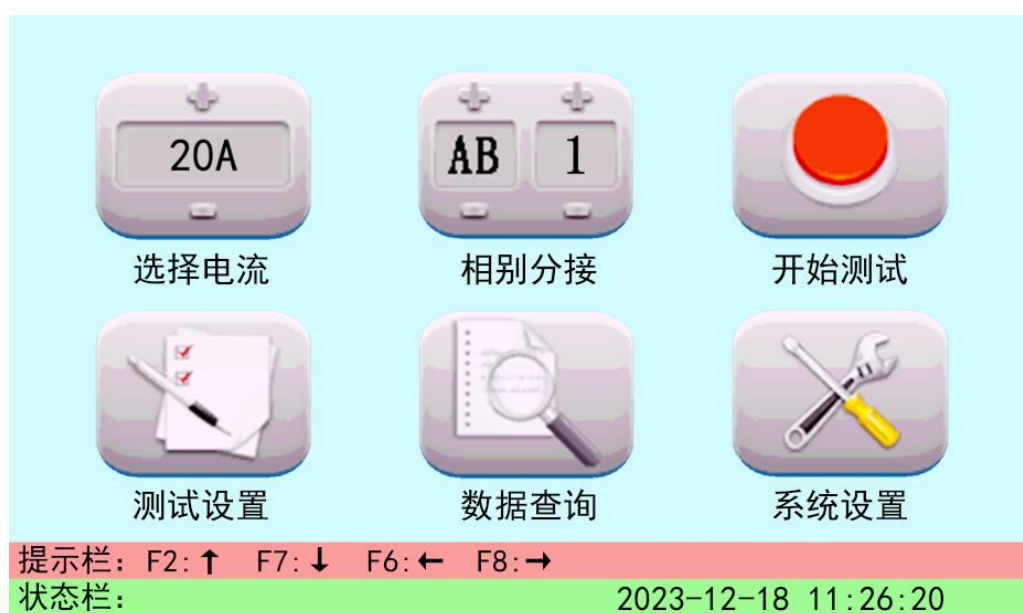 20A
AB 1
选择电流 相别分接 开始测试
测试设置 数据查询 系统设置
提示栏: F2:↑ F7:↓ F6:← F8:→
状态栏: 2023-12-18 11:26:20